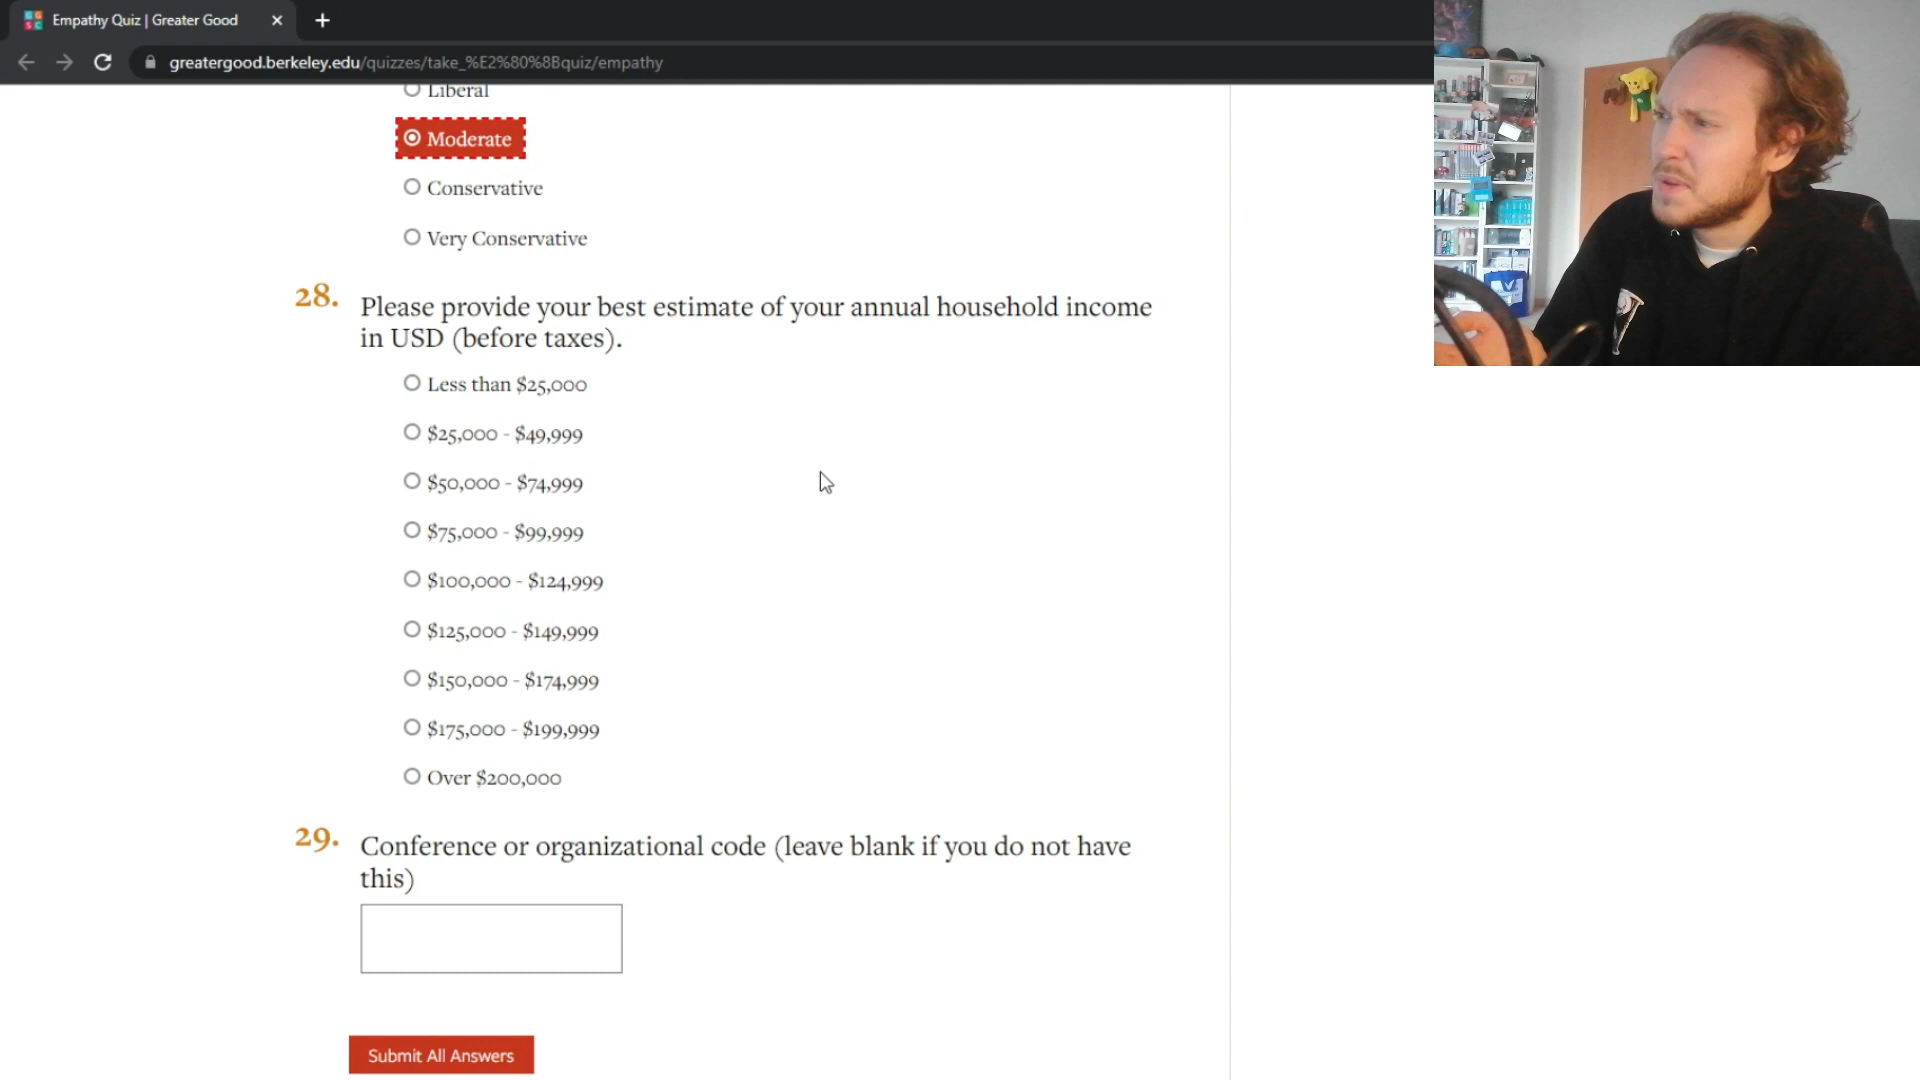 Empathy Quiz | Greater Good
greatergood.berkeley.edu/quizzes/take_%E2%80%8Bquiz/empathy
Liberal
Moderate
Conservative
Very Conservative
28. Please provide your best estimate of your annual household income
in USD (before taxes).
Less than $25,000
$25,000 - $49,999
$50,000 - $74,999
$75,000 - $99,999
$100,000 - $124,999
$125,000 - $149,999
$150,000 - $174,999
$175,000 - $199,999
Over $200,000
29. Conference or organizational code (leave blank if you do not have
this)
Submit All Answers